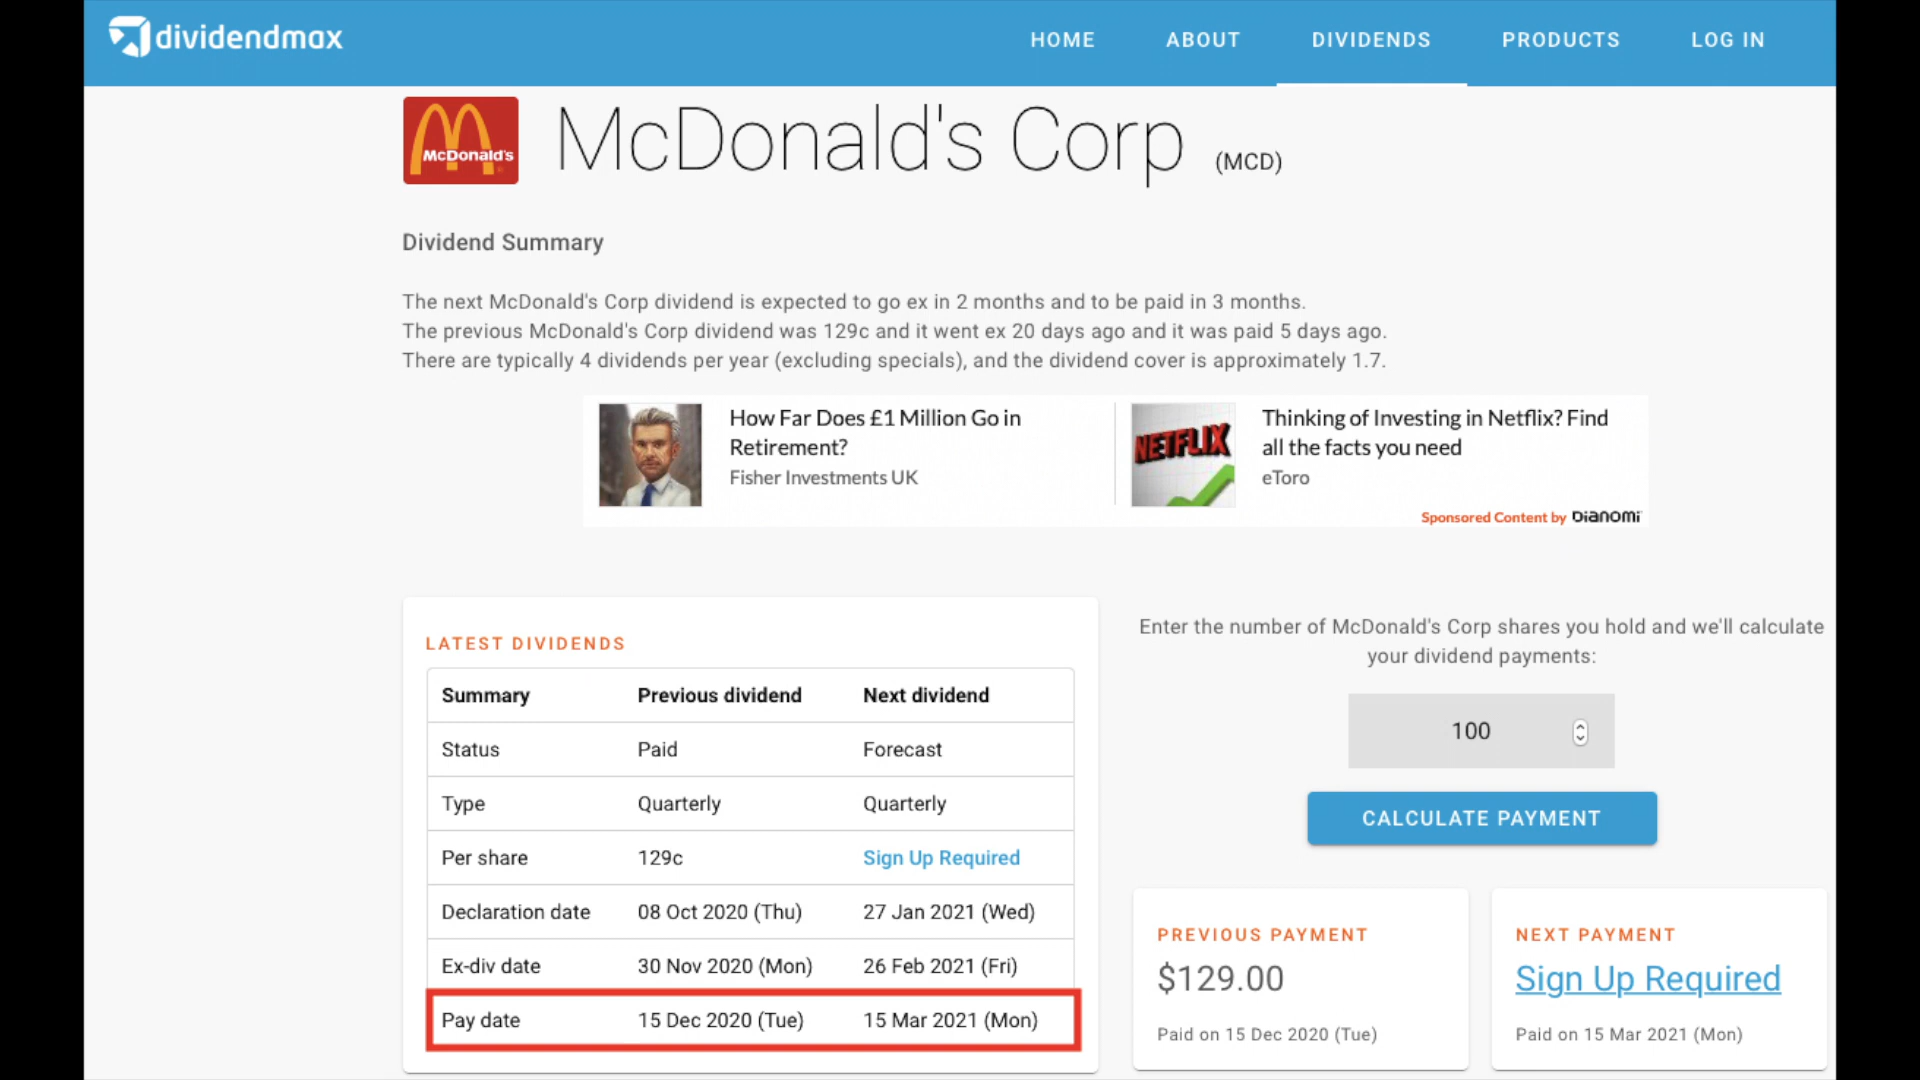 dividendmax
HOME ABOUT DIVIDENDS PRODUCTS LOG IN
McDonald's
McDonald's Corp (MCD)
Dividend Summary
The next McDonald's Corp dividend is expected to go ex in 2 months and to be paid in 3 months.
The previous McDonald's Corp dividend was 129c and it went ex 20 days ago and it was paid 5 days ago.
There are typically 4 dividends per year (excluding specials), and the dividend cover is approximately 1.7.
How Far Does £1 Million Go in
Retirement?
Fisher Investments UK
NETFLIX
Thinking of Investing in Netflix? Find
all the facts you need
eToro
Sponsored Content by DIANOMI
LATEST DIVIDENDS
Summary Previous dividend Next dividend
Status Paid Forecast
Type Quarterly Quarterly
Per share 129c Sign Up Required
Declaration date 08 Oct 2020 (Thu) 27 Jan 2021 (Wed)
Ex-div date 30 Nov 2020 (Mon) 26 Feb 2021 (Fri)
Pay date 15 Dec 2020 (Tue) 15 Mar 2021 (Mon)
Enter the number of McDonald's Corp shares you hold and we'll calculate
your dividend payments:
100
CALCULATE PAYMENT
PREVIOUS PAYMENT
$129.00
Paid on 15 Dec 2020 (Tue)
NEXT PAYMENT
Sign Up Required
Paid on 15 Mar 2021 (Mon)